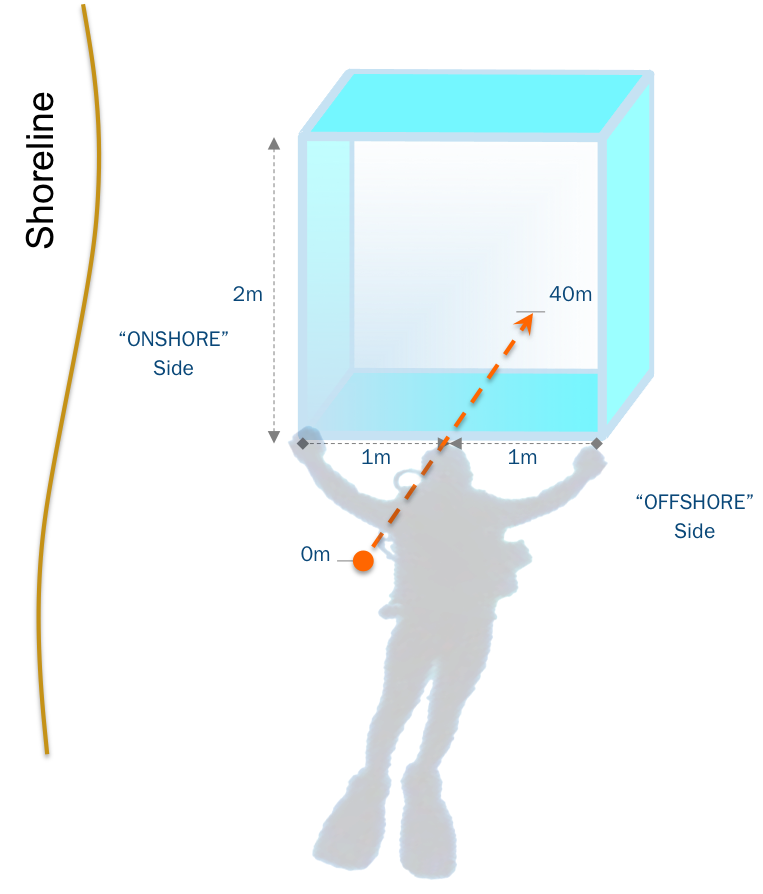 Shoreline
2m
40m
“ONSHORE”
Side
1m
1m
“OFFSHORE”
Side
0m